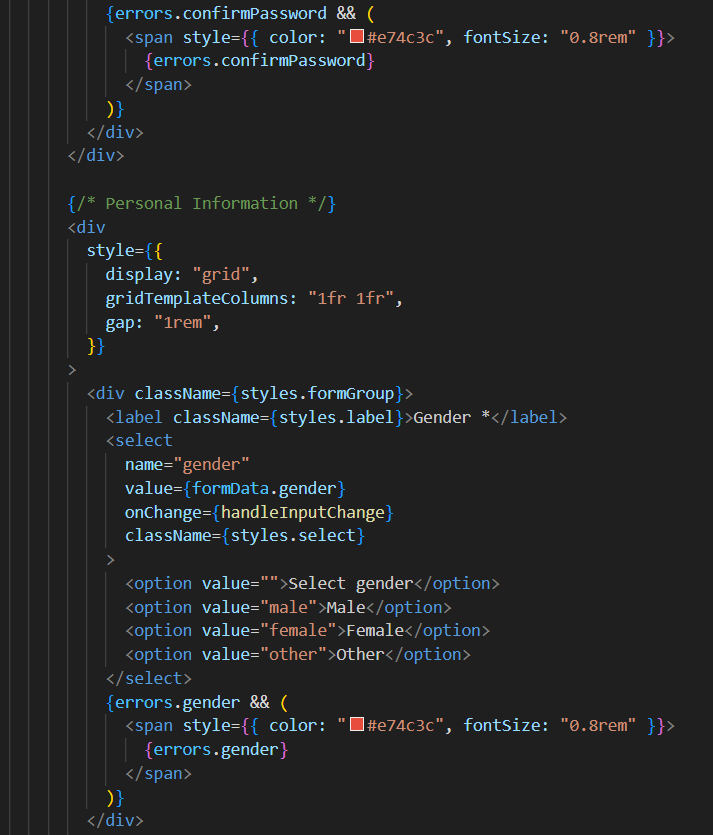 {errors.confirmPassword && (
<span style={{ color: "#e74c3c", fontSize: "0.8rem" }}>
{errors.confirmPassword}
</span>
)}
</div>
</div>
{/* Personal Information */}
<div
style={{
display: "grid",
gridTemplateColumns: "1fr 1fr",
gap: "1rem",
}}
>
<div className={styles.formGroup}>
<label className={styles.label}>Gender *</label>
<select
name="gender"
value={formData.gender}
onChange={handleInputChange}
className={styles.select}
>
<option value="">Select gender</option>
<option value="male">Male</option>
<option value="female">Female</option>
<option value="other">Other</option>
</select>
{errors.gender && (
<span style={{ color: "#e74c3c", fontSize: "0.8rem" }}>
{errors.gender}
</span>
)}
</div>